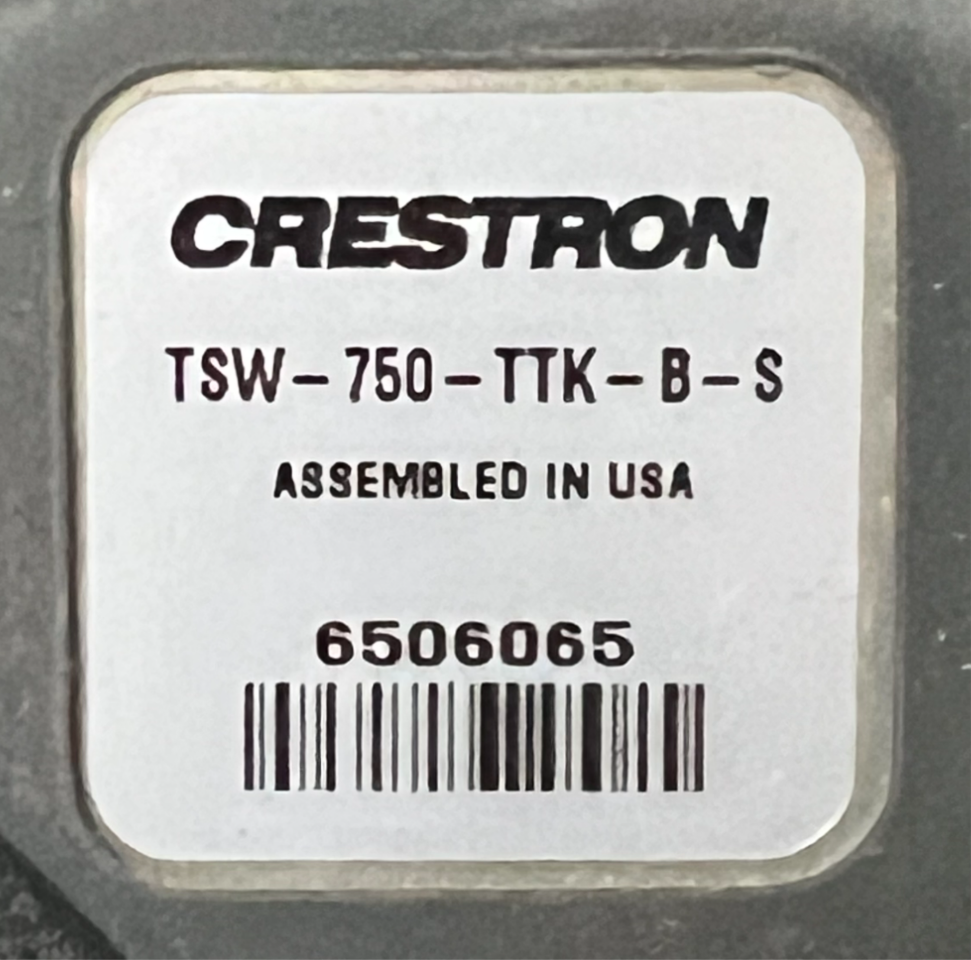 CRESTRON
TSW-750-TTK-B-S
ASSEMBLED IN USA
6506065